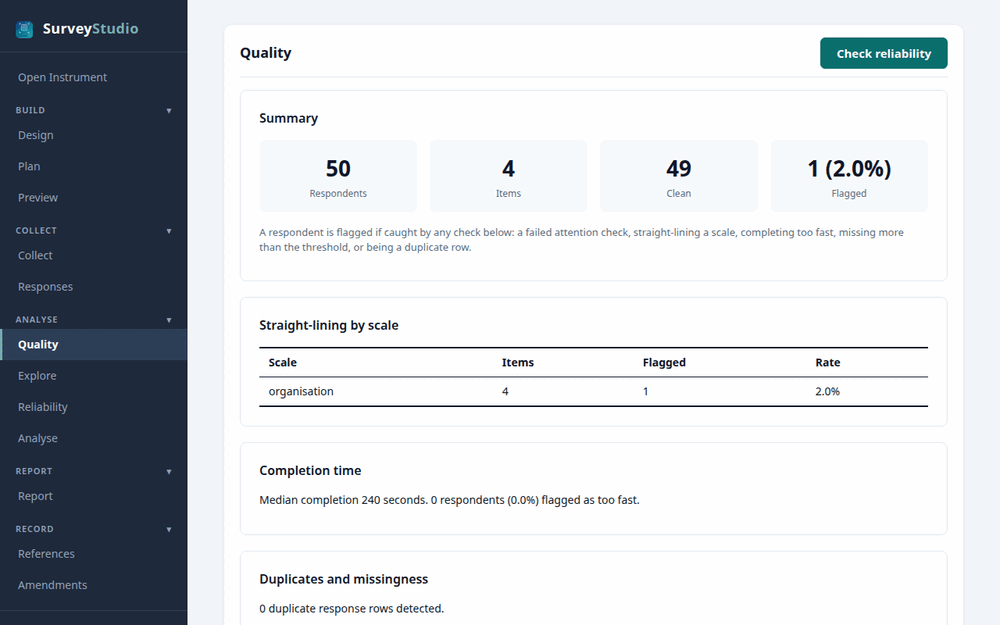 SurveyStudio
Open Instrument
BUILD ▼
Design
Plan
Preview
COLLECT ▼
Collect
Responses
ANALYSE ▼
Quality
Explore
Reliability
Analyse
REPORT ▼
Report
RECORD ▼
References
Amendments
Quality
Check reliability
Summary
50
Respondents
4
Items
49
Clean
1 (2.0%)
Flagged
A respondent is flagged if caught by any check below: a failed attention check, straight-lining a scale, completing too fast, missing more
than the threshold, or being a duplicate row.
Straight-lining by scale
Scale Items Flagged Rate
organisation 4 1 2.0%
Completion time
Median completion 240 seconds. 0 respondents (0.0%) flagged as too fast.
Duplicates and missingness
0 duplicate response rows detected.